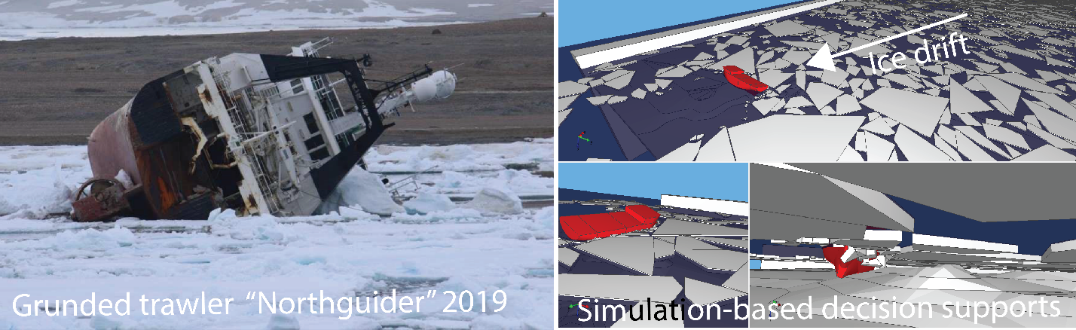 Grunded trawler “Northguider” 2019
Ice drift
Simulation-based decision supports